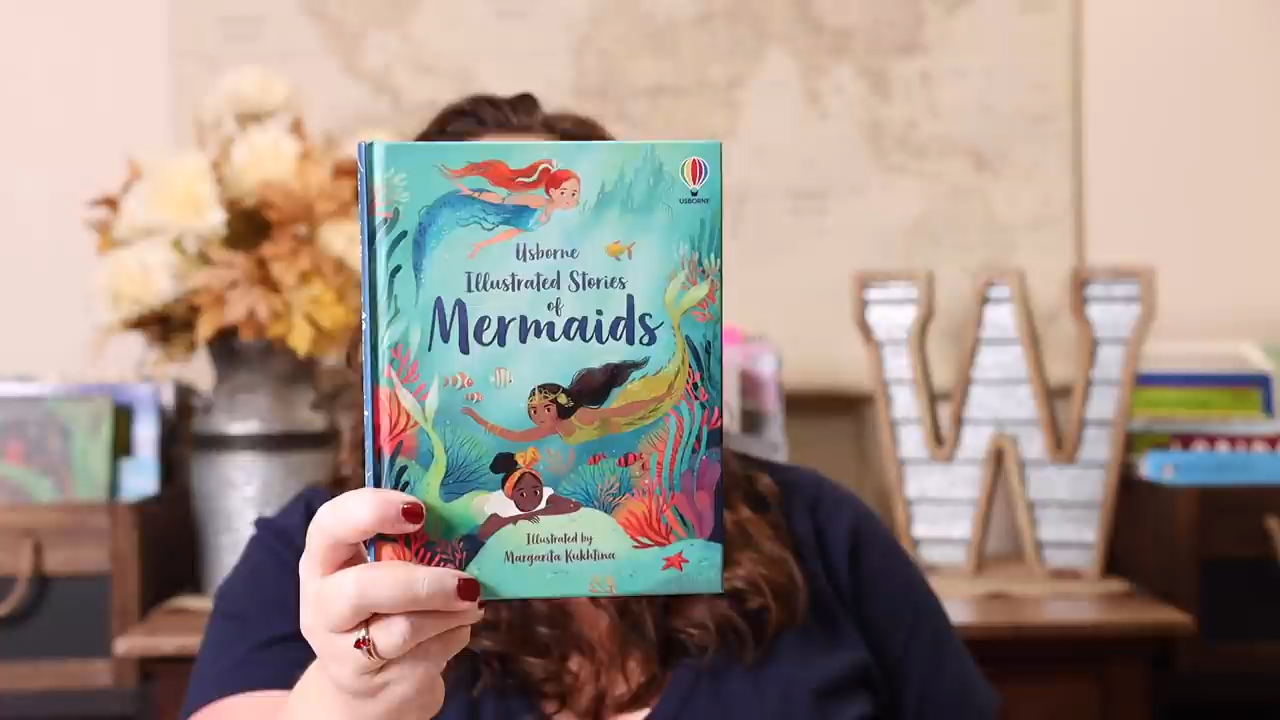 USBORNE
Usborne
Illustrated Stories
of
Mermaids
Illustrated by
Margarita Kukhtina
W